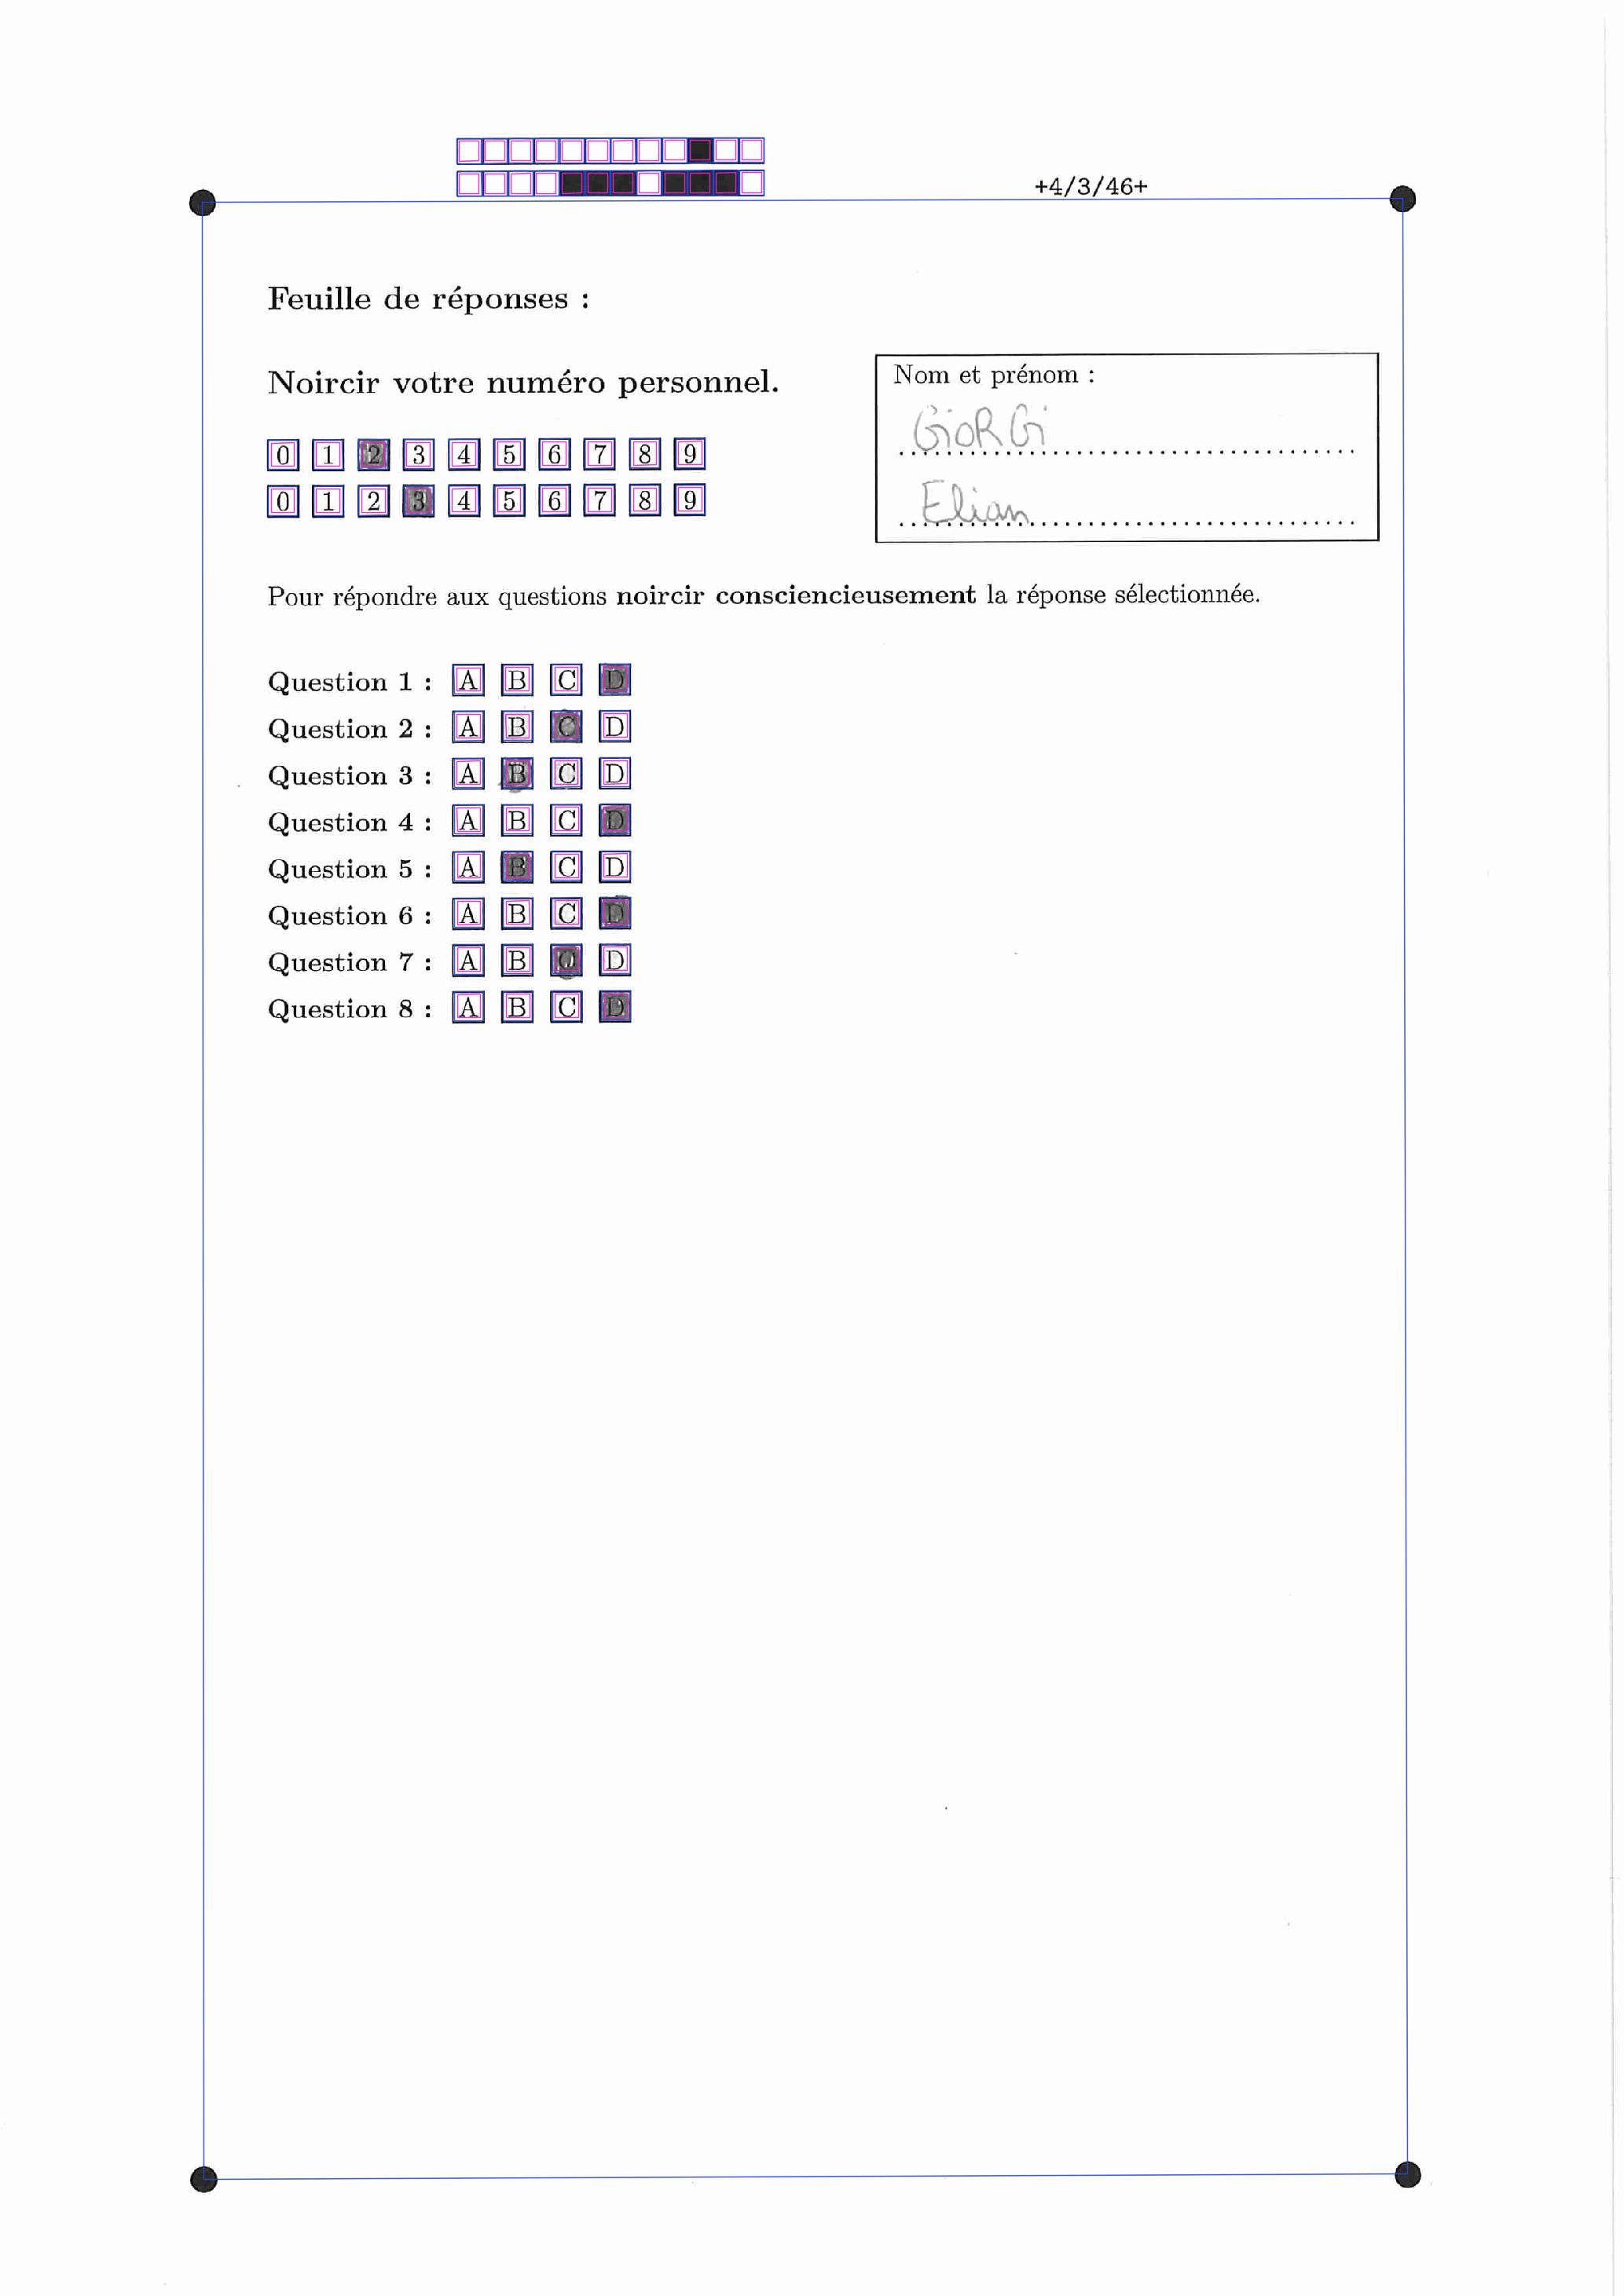 +4/3/46+
Feuille de réponses :
Noircir votre numéro personnel.
Nom et prénom :
GiORGi
Elian
0 1 2 3 4 5 6 7 8 9
0 1 2 3 4 5 6 7 8 9
Pour répondre aux questions noircir consciencieusement la réponse sélectionnée.
Question 1 : A B C D
Question 2 : A B C D
Question 3 : A B C D
Question 4 : A B C D
Question 5 : A B C D
Question 6 : A B C D
Question 7 : A B C D
Question 8 : A B C D